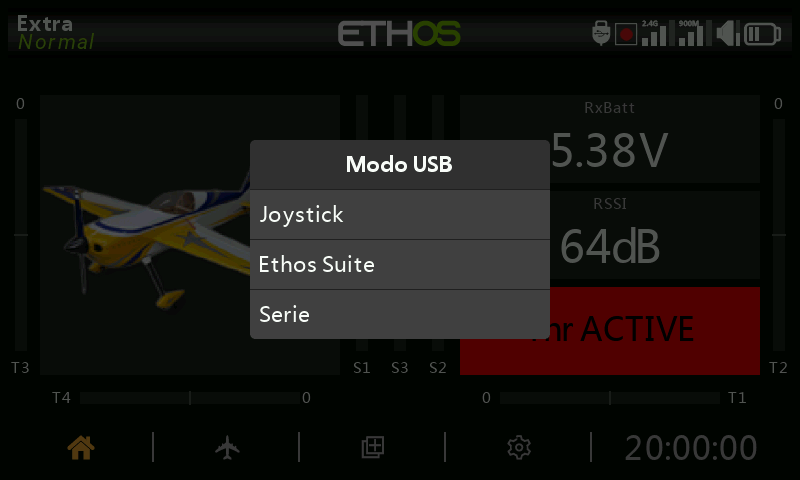 Extra
Normal
ETHOS
2.4G
900M
0
0
RxBatt
5.38V
Modo USB
Joystick
Ethos Suite
Serie
RSSI
64dB
ACTIVE
T3
S1
S3
S2
T2
T4
0
0
T1
20:00:00